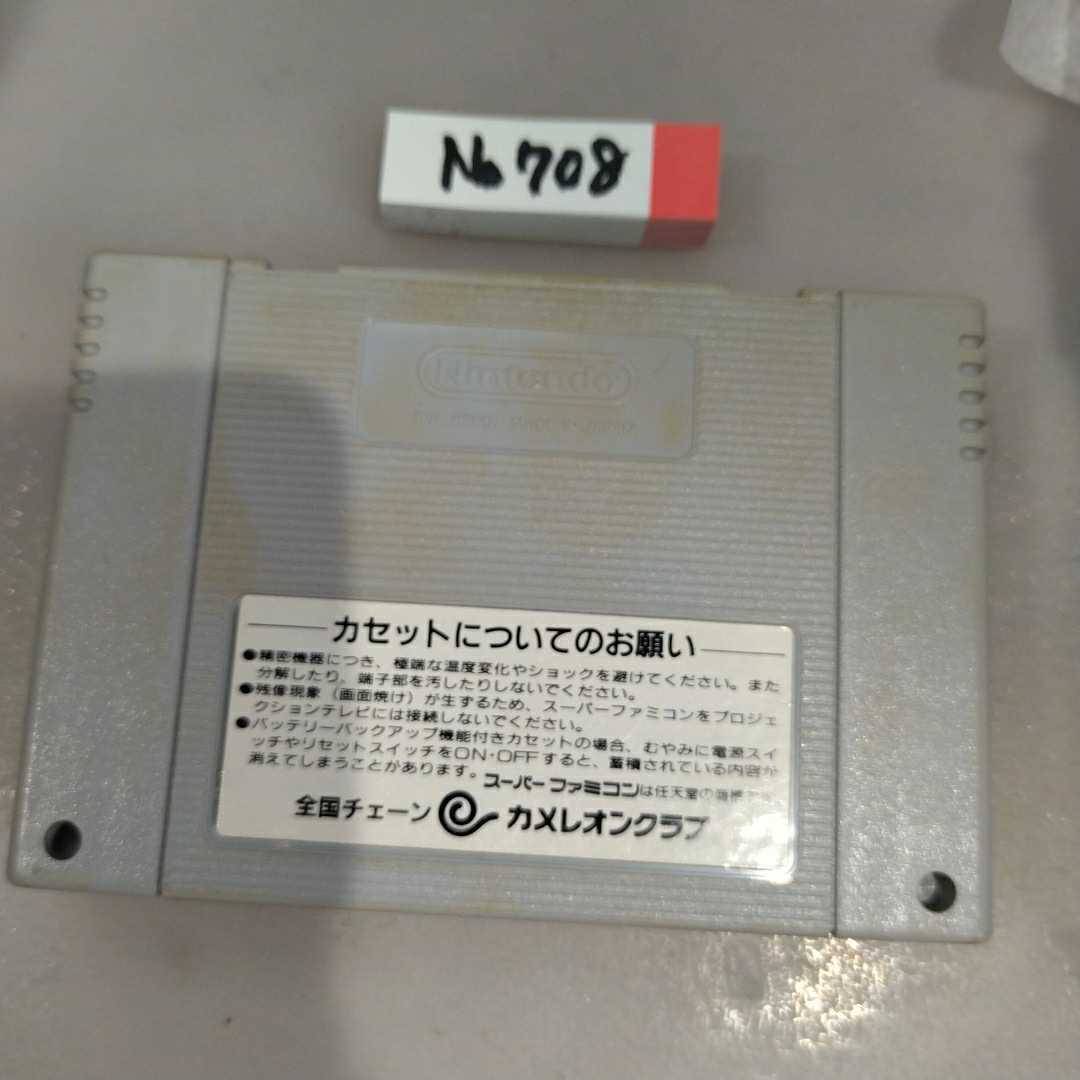 №708
Nintendo
カセットについてのお願い
●精密機器につき、極端な温度変化やショックを避けてください。また
分解したり、端子部を汚したりしないでください。
●残像現象（画面焼け）が生ずるため、スーパーファミコンをプロジェ
クションテレビには接続しないでください。
●バッテリーバックアップ機能付きカセットの場合、むやみに電源スイ
ッチやリセットスイッチをON・OFFすると、蓄積されている内容が
消えてしまうことがあります。 スーパーファミコンは任天堂の
全国チェーン カメレオンクラブ